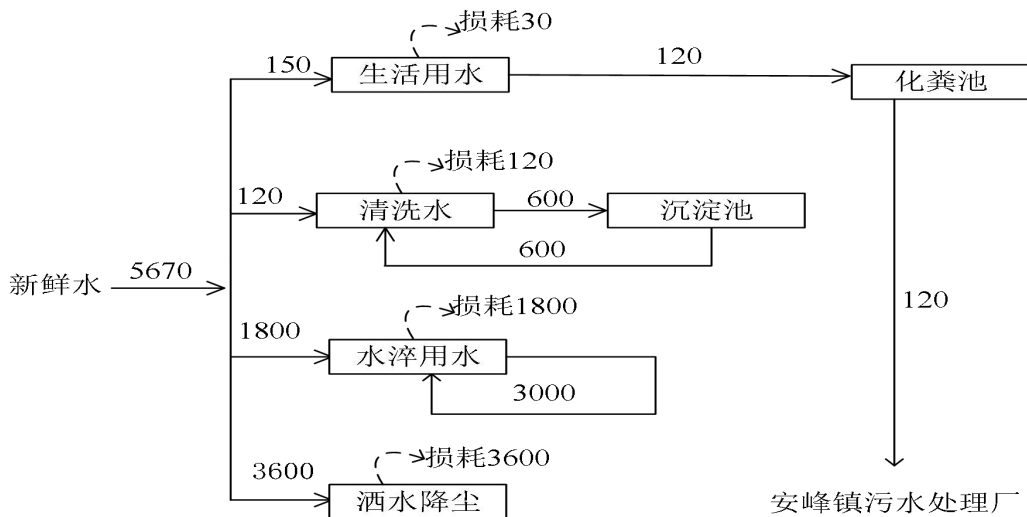 损耗30
150
生活用水
120
化粪池
损耗120
120
清洗水
600
沉淀池
600
新鲜水
5670
120
损耗1800
1800
水淬用水
3000
损耗3600
3600
洒水降尘
安峰镇污水处理厂